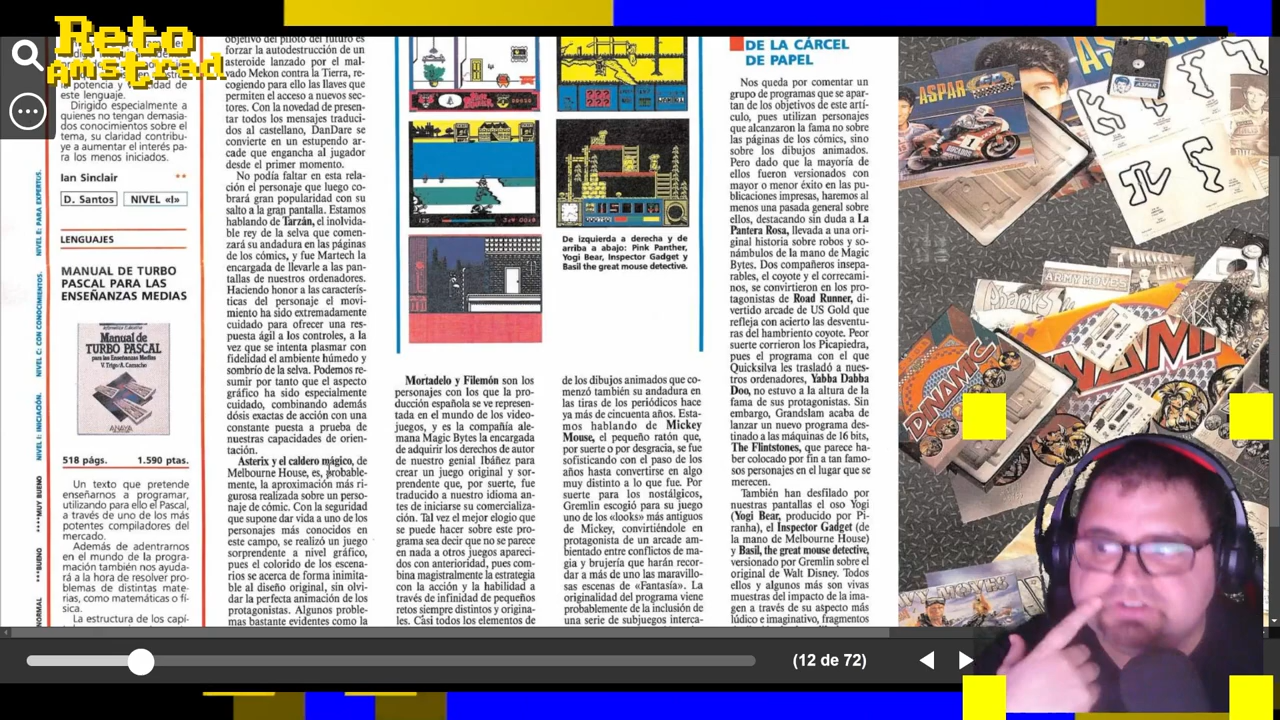 Reto
Amstrad
la potencia y
este lenguaje.
Dirigido especialmente a
quienes no tengan demasia-
dos conocimientos sobre el
tema, su claridad contribu-
ye a aumentar el interés pa-
ra los menos iniciados.
Ian Sinclair
**
D. Santos
NIVEL «I»
LENGUAJES
MANUAL DE TURBO
PASCAL PARA LAS
ENSEÑANZAS MEDIAS
Manual de
TURBO PASCAL
para las Enseñanzas Medias
V. Trigo/A. Camacho
ANAYA
518 págs. 1.590 ptas.
Un texto que pretende
enseñarnos a programar,
utilizando para ello el Pascal,
a través de uno de los más
potentes compiladores del
mercado.
Además de adentrarnos
en el mundo de la progra-
mación también nos ayuda-
rá a la hora de resolver pro-
blemas de distintas mate-
rias, como matemáticas o fí-
sica.
La estructura de los capí-
NORMAL ***BUENO ****MUY BUENO NIVEL I: INICIACIÓN. NIVEL C: CON CONOCIMIENTOS. NIVEL E: PARA EXPERTOS.
objetivo del piloto del futuro es
forzar la autodestrucción de un
asteroide lanzado por el mal-
vado Mekon contra la Tierra, re-
cogiendo para ello las llaves que
permiten el acceso a nuevos sec-
tores. Con la novedad de presen-
tar todos los mensajes traduci-
dos al castellano, DanDare se
convierte en un estupendo ar-
cade que engancha al jugador
desde el primer momento.
No podía faltar en esta rela-
ción el personaje que luego co-
brará gran popularidad con su
salto a la gran pantalla. Estamos
hablando de Tarzán, el inolvida-
ble rey de la selva que comen-
zará su andadura en las páginas
de los cómics, y fue Martech la
encargada de llevarle a las pan-
tallas de nuestros ordenadores.
Haciendo honor a las caracterís-
ticas del personaje el movi-
miento ha sido extremadamente
cuidado para ofrecer una res-
puesta ágil a los controles, a la
vez que se intenta plasmar con
fidelidad el ambiente húmedo y
sombrío de la selva. Podemos re-
sumir por tanto que el aspecto
gráfico ha sido especialmente
cuidado, combinando además
dosis exactas de acción con una
constante puesta a prueba de
nuestras capacidades de orien-
tación.
Asterix y el caldero mágico, de
Melbourne House, es, probable-
mente, la aproximación más ri-
gurosa realizada sobre un perso-
naje de cómic. Con la seguridad
que supone dar vida a uno de los
personajes más conocidos en
este campo, se realizó un juego
sorprendente a nivel gráfico,
pues el colorido de los escena-
rios se acerca de forma inimita-
ble al diseño original, sin olvi-
dar la perfecta animación de los
protagonistas. Algunos proble-
mas bastante evidentes como la
De izquierda a derecha y de
arriba a abajo: Pink Panther,
Yogi Bear, Inspector Gadget y
Basil the great mouse detective.
Mortadelo y Filemón son los
personajes con los que la pro-
ducción española se ve represen-
tada en el mundo de los video-
juegos, y es la compañía ale-
mana Magic Bytes la encargada
de adquirir los derechos de autor
de nuestro genial Ibáñez para
crear un juego original y sor-
prendente que, por suerte, fue
traducido a nuestro idioma an-
tes de iniciarse su comercializa-
ción. Tal vez el mejor elogio que
se puede hacer sobre este pro-
grama sea decir que no se parece
en nada a otros juegos apareci-
dos con anterioridad, pues com-
bina magistralmente la estrategia
con la acción y la habilidad a
través de infinidad de pequeños
retos siempre distintos y origina-
les. Casi todos los elementos de
de los dibujos animados que co-
menzó también su andadura en
las tiras de los periódicos hace
ya más de cincuenta años. Esta-
mos hablando de Mickey
Mouse, el pequeño ratón que,
por suerte o por desgracia, se fue
sofisticando con el paso de los
años hasta convertirse en algo
muy distinto a lo que fue. Por
suerte para los nostálgicos,
Gremlin escogió para su juego
uno de los «looks» más antiguos
de Mickey, convirtiéndole en
protagonista de un arcade am-
bientado entre conflictos de ma-
gia y brujería que harán recor-
dar a más de uno las maravillo-
sas escenas de «Fantasía». La
originalidad del programa viene
probablemente de la inclusión de
una serie de subjuegos interca-
DE LA CÁRCEL
DE PAPEL
Nos queda por comentar un
grupo de programas que se apar-
tan de los objetivos de este artí-
culo, pues utilizan personajes
que alcanzaron la fama no sobre
las páginas de los cómics, sino
sobre los dibujos animados.
Pero dado que la mayoría de
ellos fueron versionados con
mayor o menor éxito en las pu-
blicaciones impresas, haremos al
menos una pasada general sobre
ellos, destacando sin duda a La
Pantera Rosa, llevada a una ori-
ginal historia sobre robos y so-
námbulos de la mano de Magic
Bytes. Dos compañeros insepa-
rables, el coyote y el correcami-
nos, se convirtieron en los pro-
tagonistas de Road Runner, di-
vertido arcade de US Gold que
refleja con acierto las desventu-
ras del hambriento coyote. Peor
suerte corrieron los Picapiedra,
pues el programa con el que
Quicksilva les trasladó a nues-
tros ordenadores, Yabba Dabba
Doo, no estuvo a la altura de la
fama de sus protagonistas. Sin
embargo, Grandslam acaba de
lanzar un nuevo programa des-
tinado a las máquinas de 16 bits,
The Flintstones, que parece ha-
ber colocado por fin a tan famo-
sos personajes en el lugar que se
merecen.
También han desfilado por
nuestras pantallas el oso Yogi
(Yogi Bear, producido por Pi-
ranha), el Inspector Gadget (de
la mano de Melbourne House)
y Basil, the great mouse detective,
versionado por Gremlin sobre el
original de Walt Disney. Todos
ellos y algunos más son vivas
muestras del impacto de la ima-
gen a través de su aspecto más
lúdico e imaginativo, fragmentos
ASPAR
ASPAR
ARMY MOVES
Phantis
DINAMIC
DINAMIC
(12 de 72)